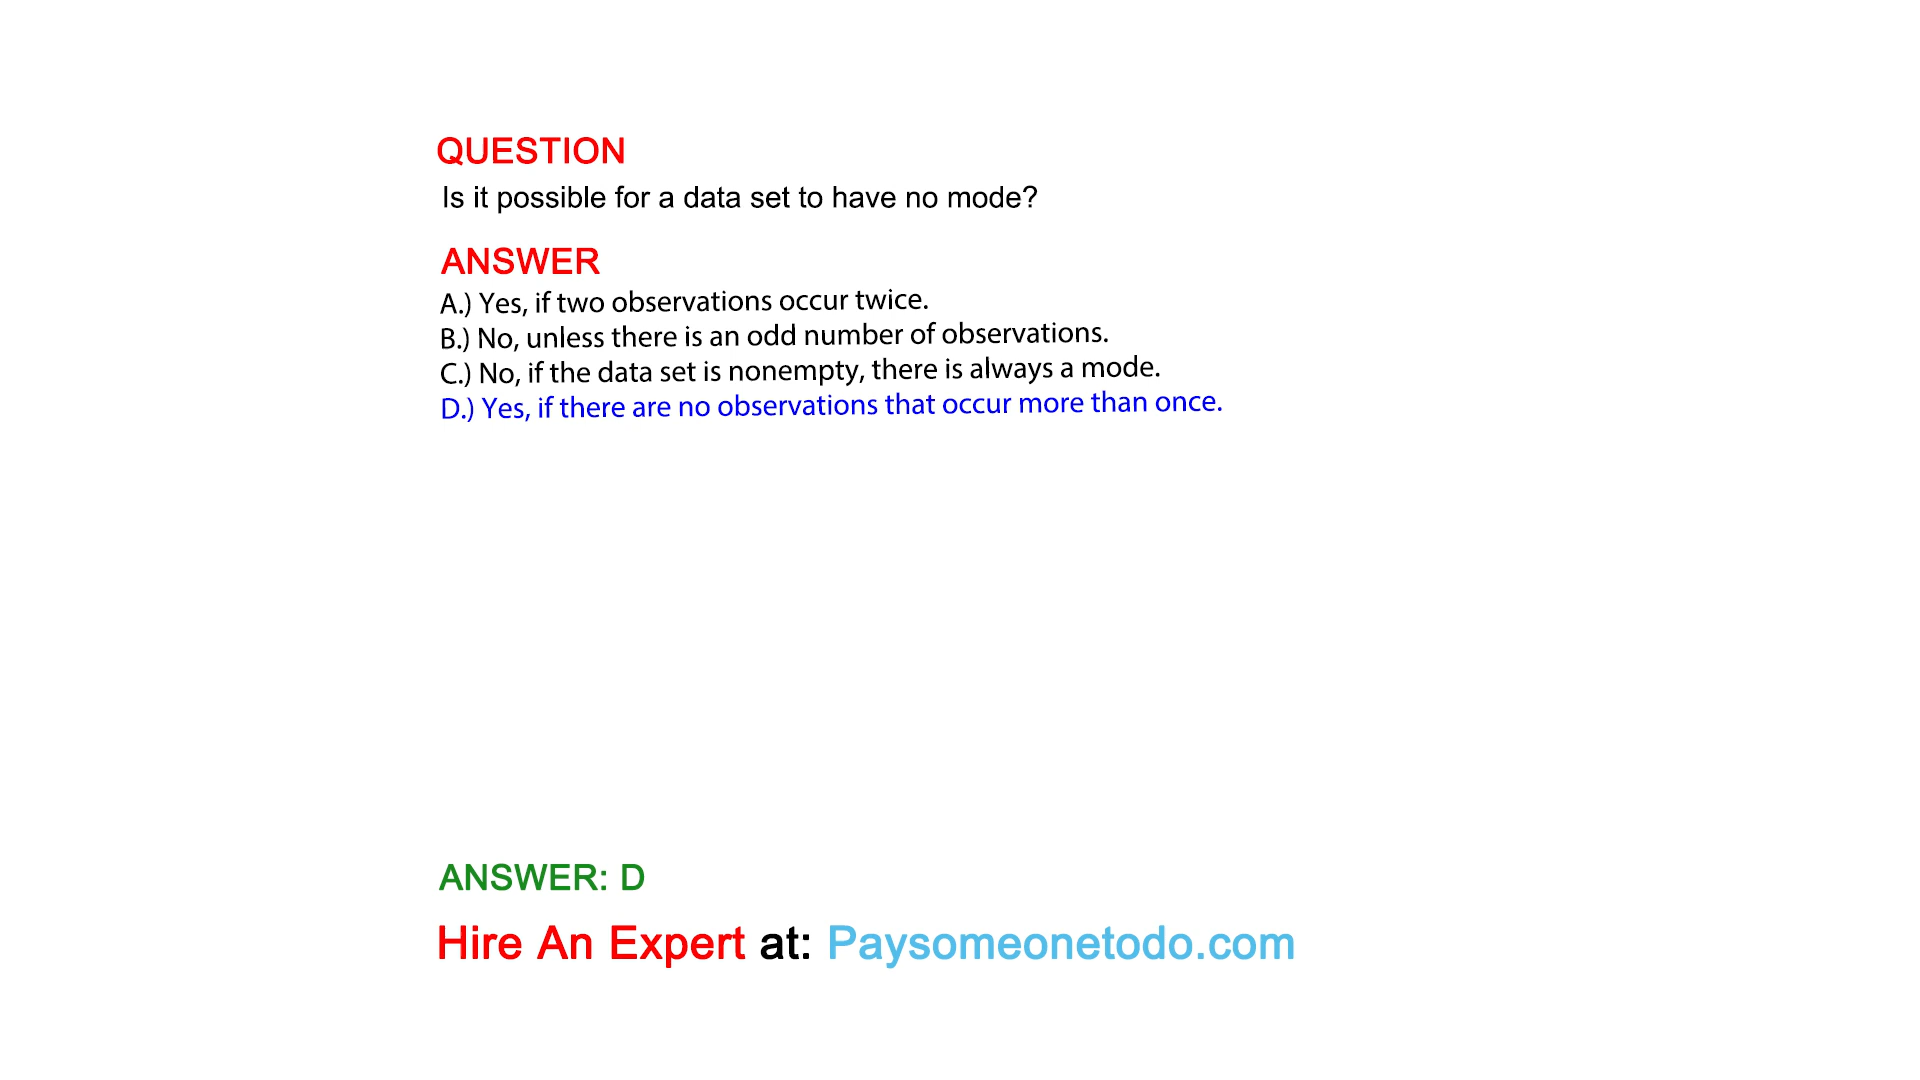 QUESTION
Is it possible for a data set to have no mode?
ANSWER
A.) Yes, if two observations occur twice.
B.) No, unless there is an odd number of observations.
C.) No, if the data set is nonempty, there is always a mode.
D.) Yes, if there are no observations that occur more than once.
ANSWER: D
Hire An Expert at: Paysomeonetodo.com